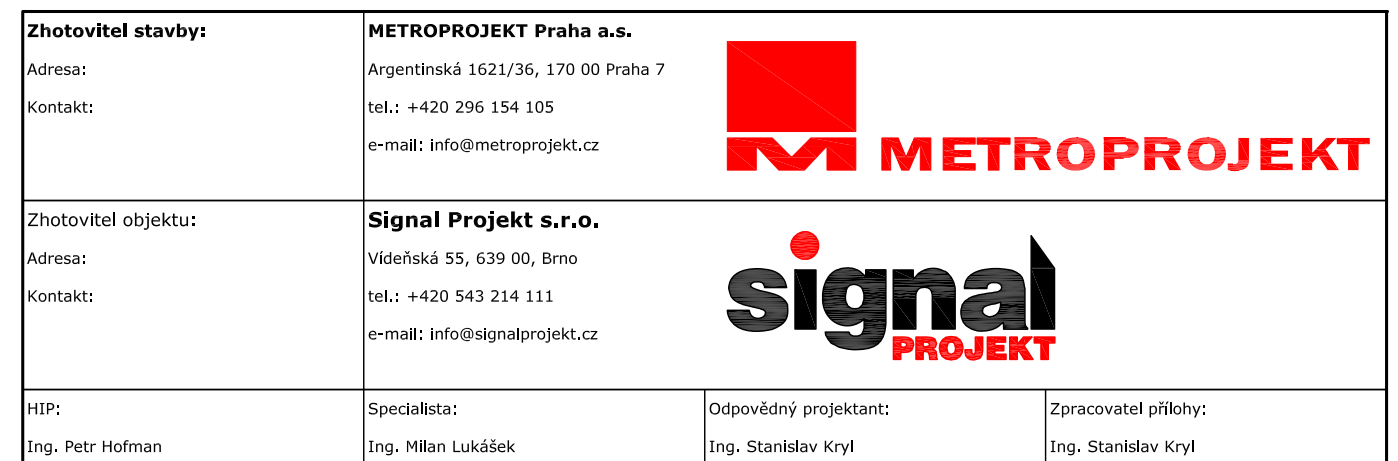 Zhotovitel stavby: METROPROJEKT Praha a.s.
Adresa: Argentinská 1621/36, 170 00 Praha 7
Kontakt: tel.: +420 296 154 105
e-mail: info@metroprojekt.cz
M METROPROJEKT
Zhotovitel objektu: Signal Projekt s.r.o.
Adresa: Vídeňská 55, 639 00, Brno
Kontakt: tel.: +420 543 214 111
e-mail: info@signalprojekt.cz
signal
PROJEKT
HIP: Specialista: Odpovědný projektant: Zpracovatel přílohy:
Ing. Petr Hofman Ing. Milan Lukášek Ing. Stanislav Kryl Ing. Stanislav Kryl